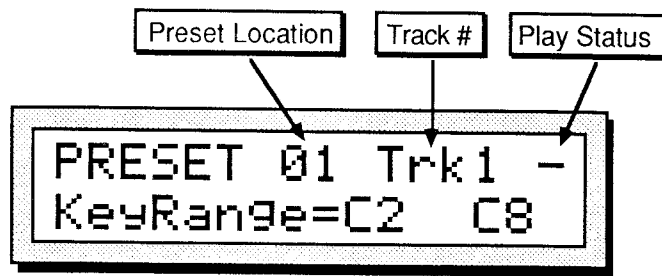 Preset Location Track # Play Status
PRESET 01 Trk1 -
KeyRange=C2 C8